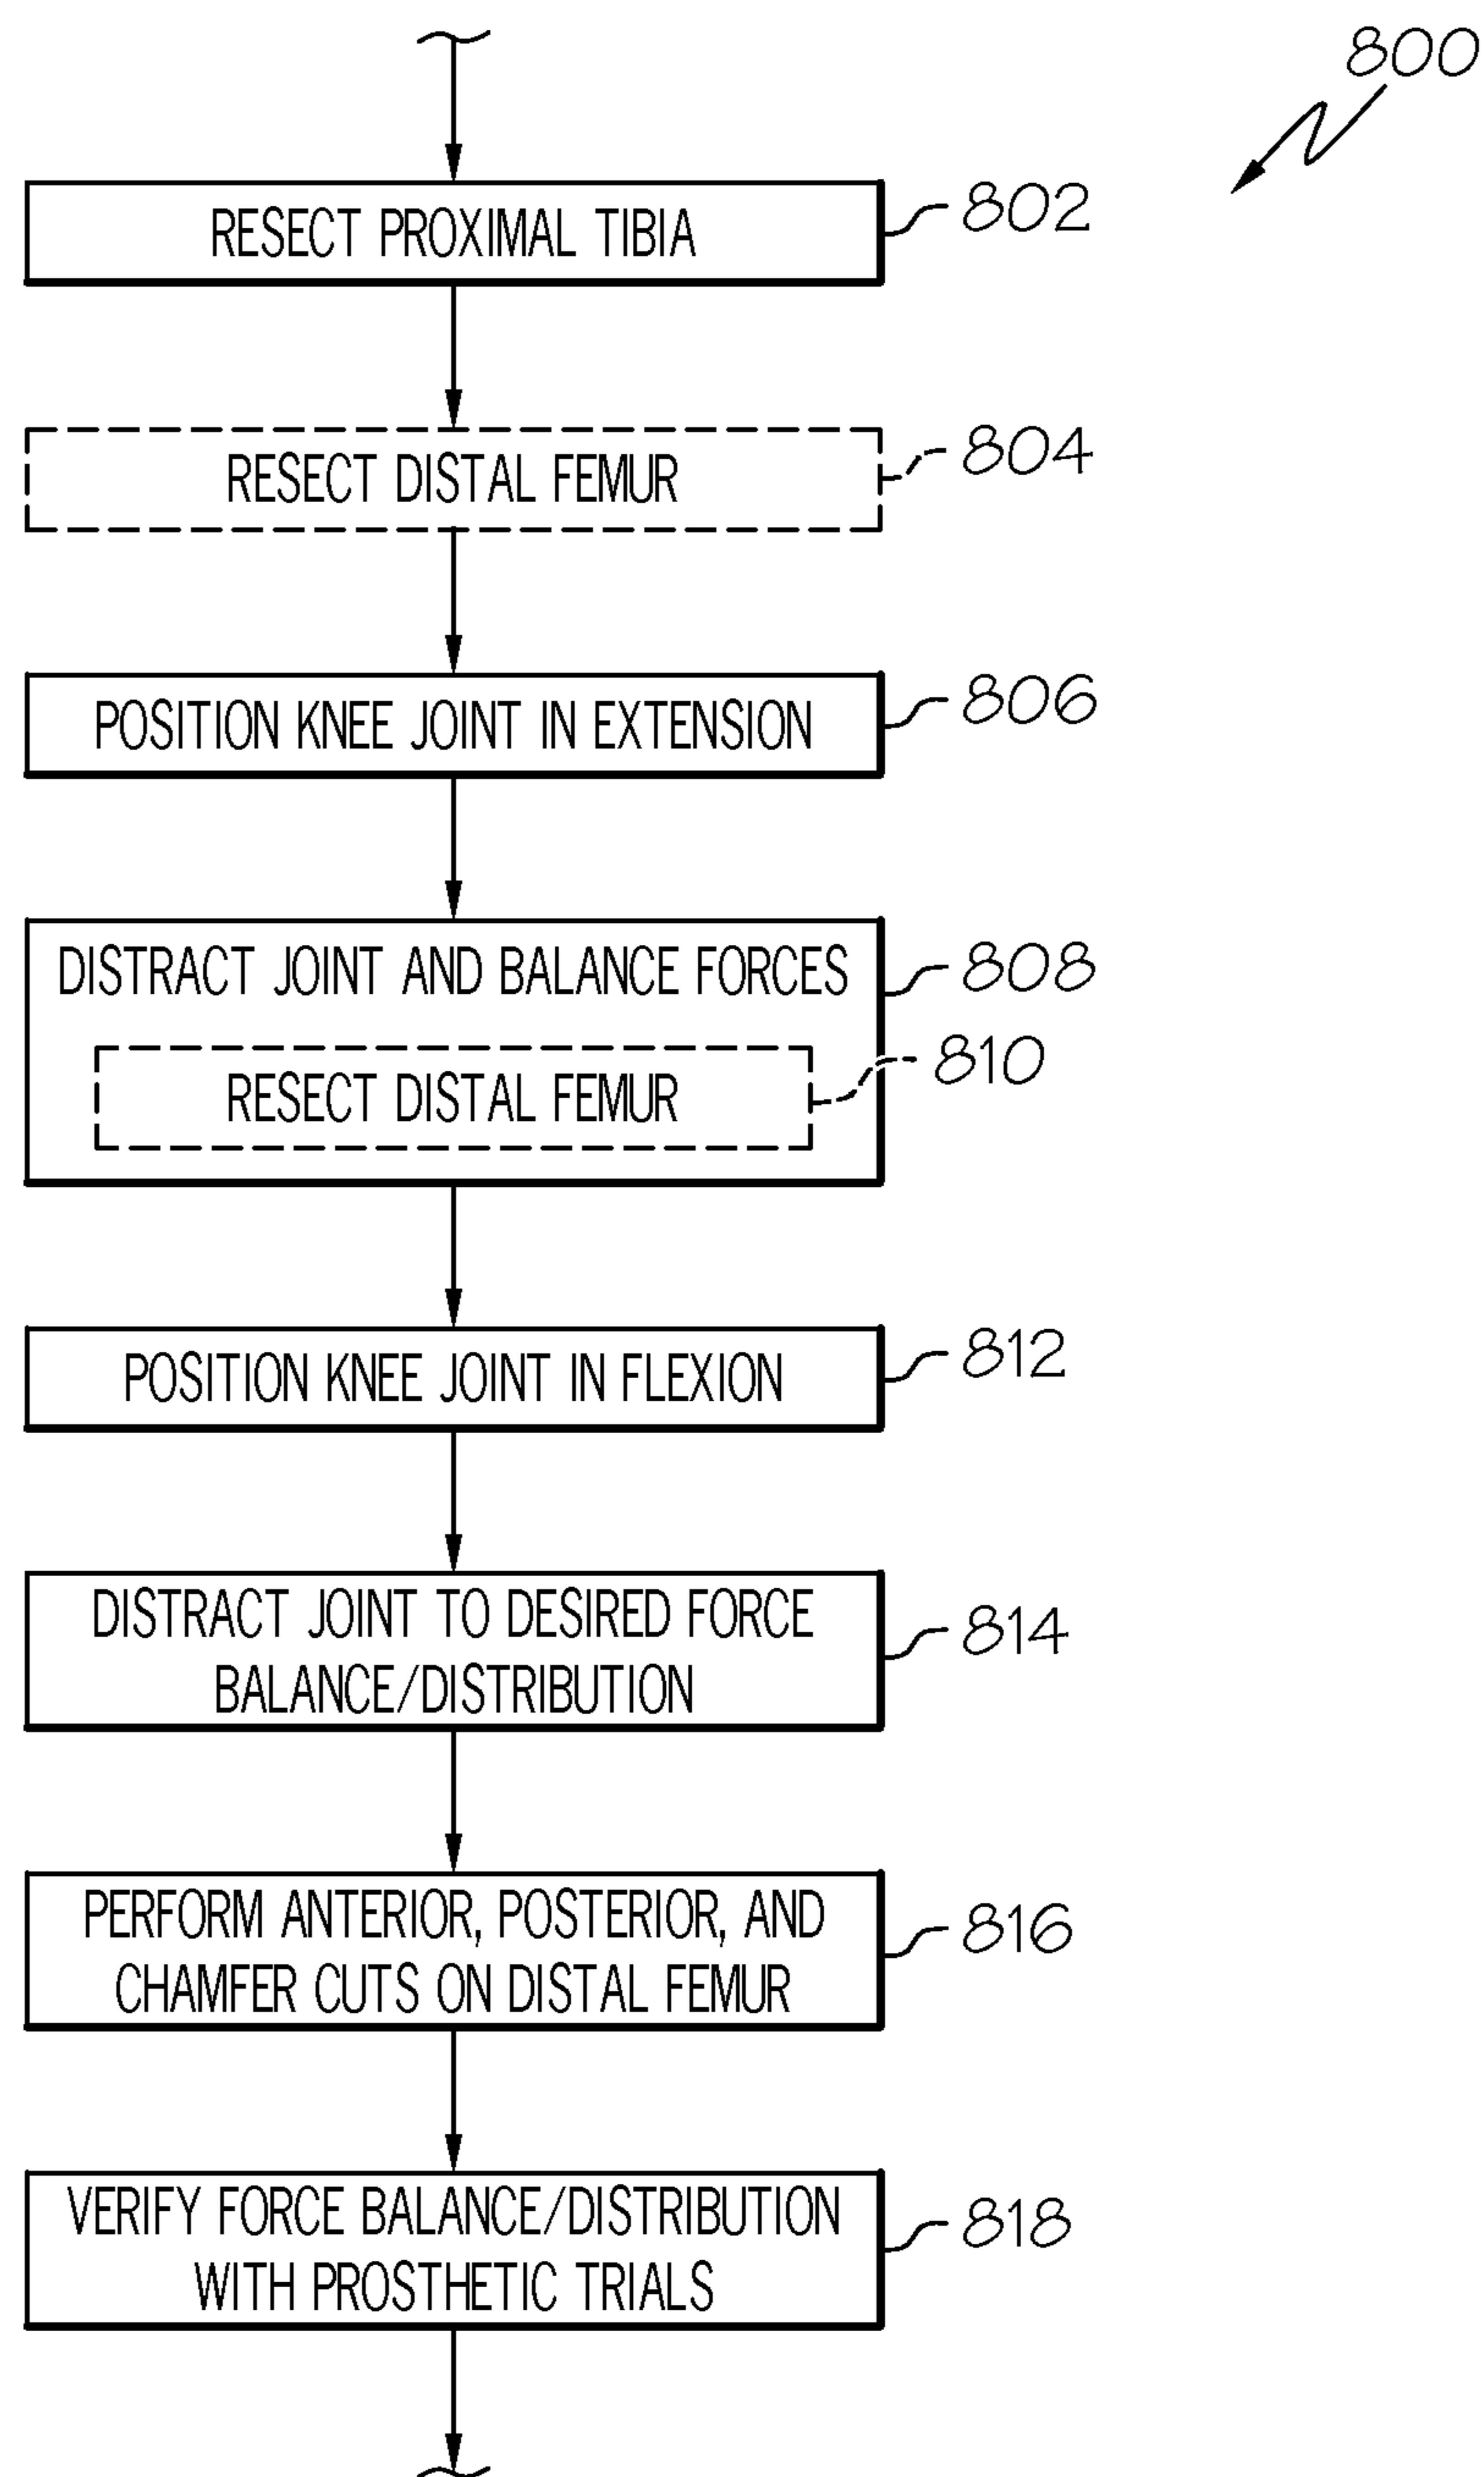 800
RESECT PROXIMAL TIBIA
802
RESECT DISTAL FEMUR
804
POSITION KNEE JOINT IN EXTENSION
806
DISTRACT JOINT AND BALANCE FORCES
808
RESECT DISTAL FEMUR
810
POSITION KNEE JOINT IN FLEXION
812
DISTRACT JOINT TO DESIRED FORCE
BALANCE/DISTRIBUTION
814
PERFORM ANTERIOR, POSTERIOR, AND
CHAMFER CUTS ON DISTAL FEMUR
816
VERIFY FORCE BALANCE/DISTRIBUTION
WITH PROSTHETIC TRIALS
818